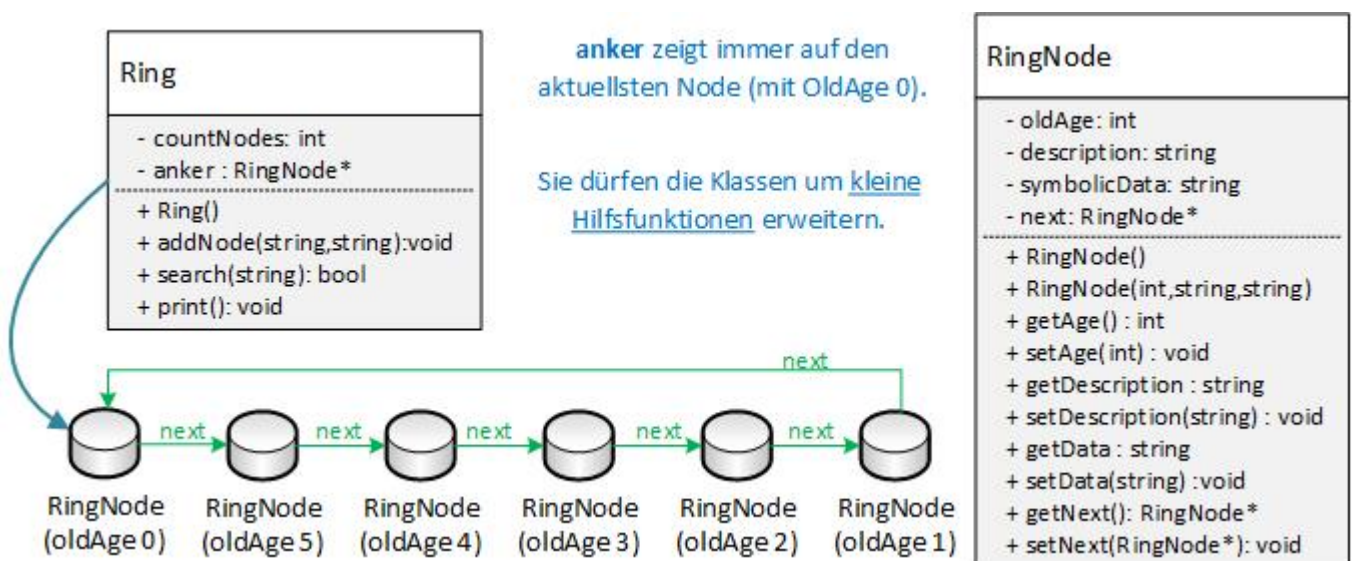 Ring
- countNodes: int
- anker : RingNode*
+ Ring()
+ addNode(string,string):void
+ search(string): bool
+ print(): void
anker zeigt immer auf den
aktuellsten Node (mit OldAge 0).
Sie dürfen die Klassen um kleine
Hilfsfunktionen erweitern.
RingNode
- oldAge: int
- description: string
- symbolicData: string
- next: RingNode*
+ RingNode()
+ RingNode(int,string,string)
+ getAge() : int
+ setAge(int) : void
+ getDescription : string
+ setDescription(string) : void
+ getData : string
+ setData(string) :void
+ getNext(): RingNode*
+ setNext(RingNode*): void
next
next
next
next
next
next
RingNode
(oldAge 0)
RingNode
(oldAge 5)
RingNode
(oldAge 4)
RingNode
(oldAge 3)
RingNode
(oldAge 2)
RingNode
(oldAge 1)